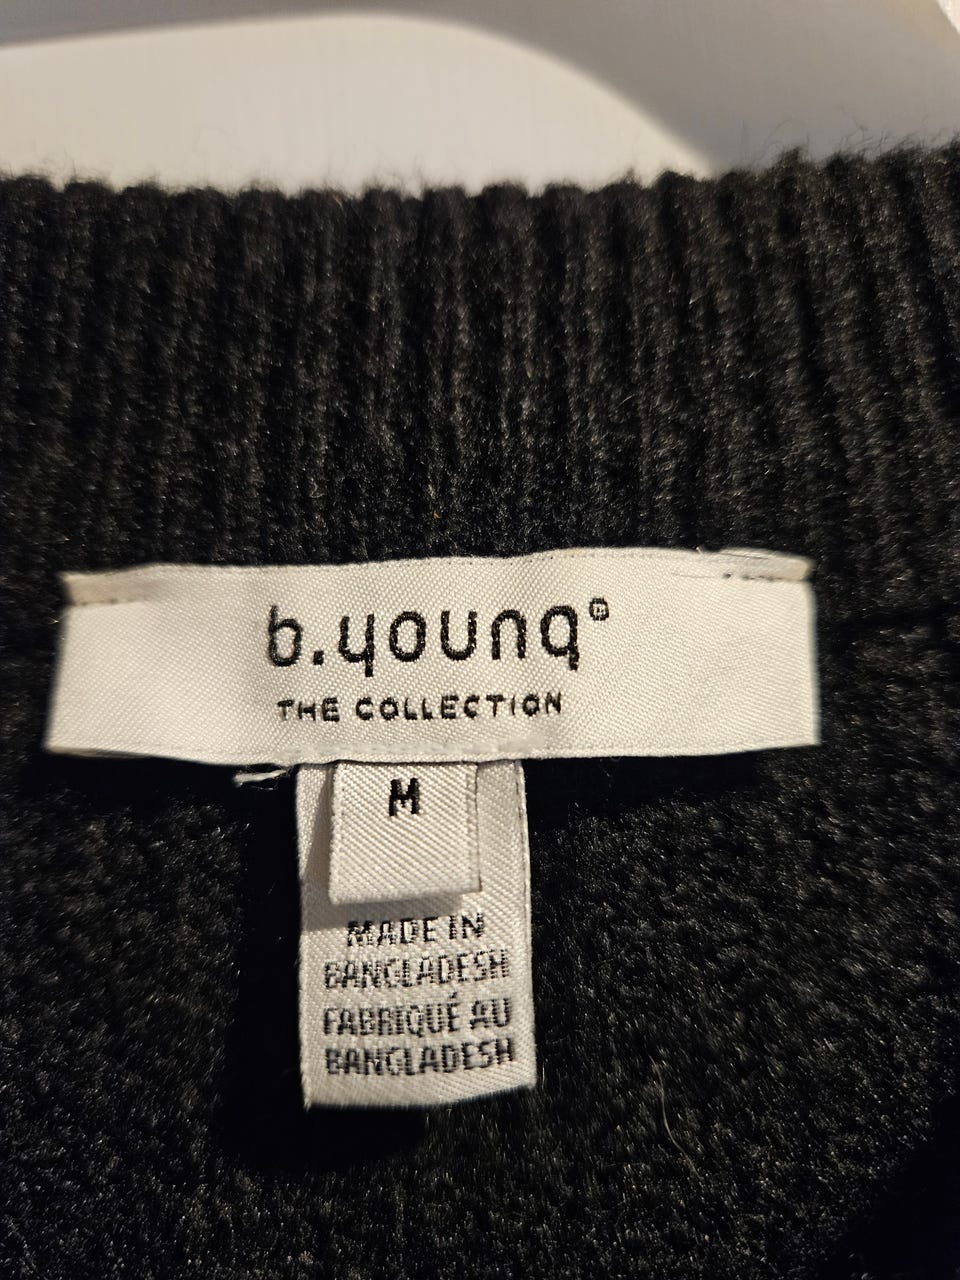 b.young®
THE COLLECTION
M
MADE IN
BANGLADESH
FABRIQUÉ AU
BANGLADESH